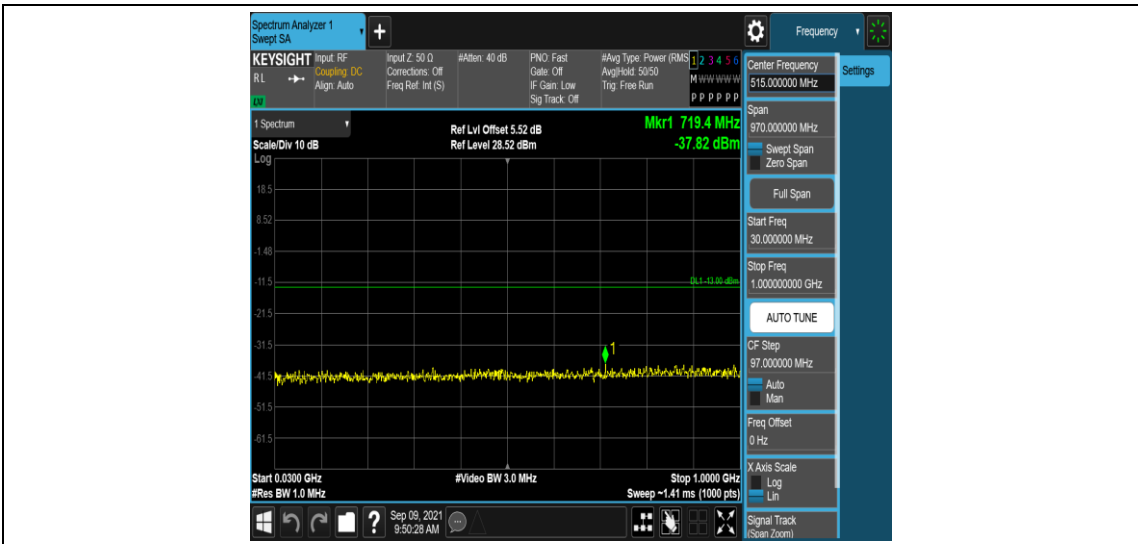 Spectrum Analyzer 1
Swept SA
+
Frequency
KEYSIGHT
RL
LXI
Input: RF
Coupling: DC
Align: Auto
Input Z: 50 Ω
Corrections: Off
Freq Ref: Int (S)
#Atten: 40 dB
PNO: Fast
Gate: Off
IF Gain: Low
Sig Track: Off
#Avg Type: Power (RMS
Avg|Hold: 50/50
Trig: Free Run
1 2 3 4 5 6
M W W W W W
P P P P P P
1 Spectrum
Scale/Div 10 dB
Log
Ref Lvl Offset 5.52 dB
Ref Level 28.52 dBm
Mkr1 719.4 MHz
-37.82 dBm
18.5
8.52
-1.48
-11.5
DL1 -13.00 dBm
-21.5
-31.5
1
-41.5
-51.5
-61.5
Start 0.0300 GHz
#Res BW 1.0 MHz
#Video BW 3.0 MHz
Stop 1.0000 GHz
Sweep ~1.41 ms (1000 pts)
?
Sep 09, 2021
9:50:28 AM
Center Frequency
515.000000 MHz
Settings
Span
970.000000 MHz
Swept Span
Zero Span
Full Span
Start Freq
30.000000 MHz
Stop Freq
1.000000000 GHz
AUTO TUNE
CF Step
97.000000 MHz
Auto
Man
Freq Offset
0 Hz
X Axis Scale
Log
Lin
Signal Track
(Span Zoom)